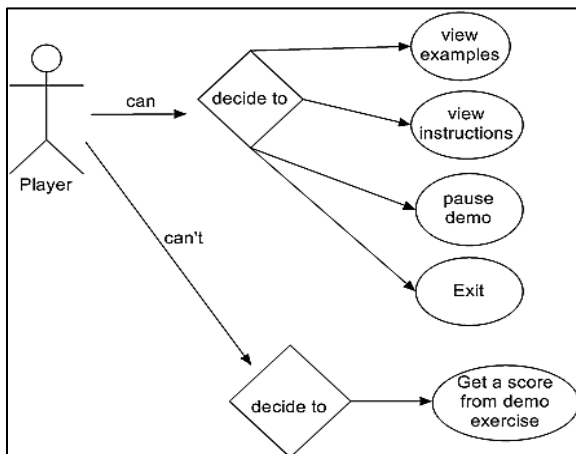 view
examples
can
decide to
view
instructions
Player
pause
demo
can't
Exit
decide to
Get a score
from demo
exercise